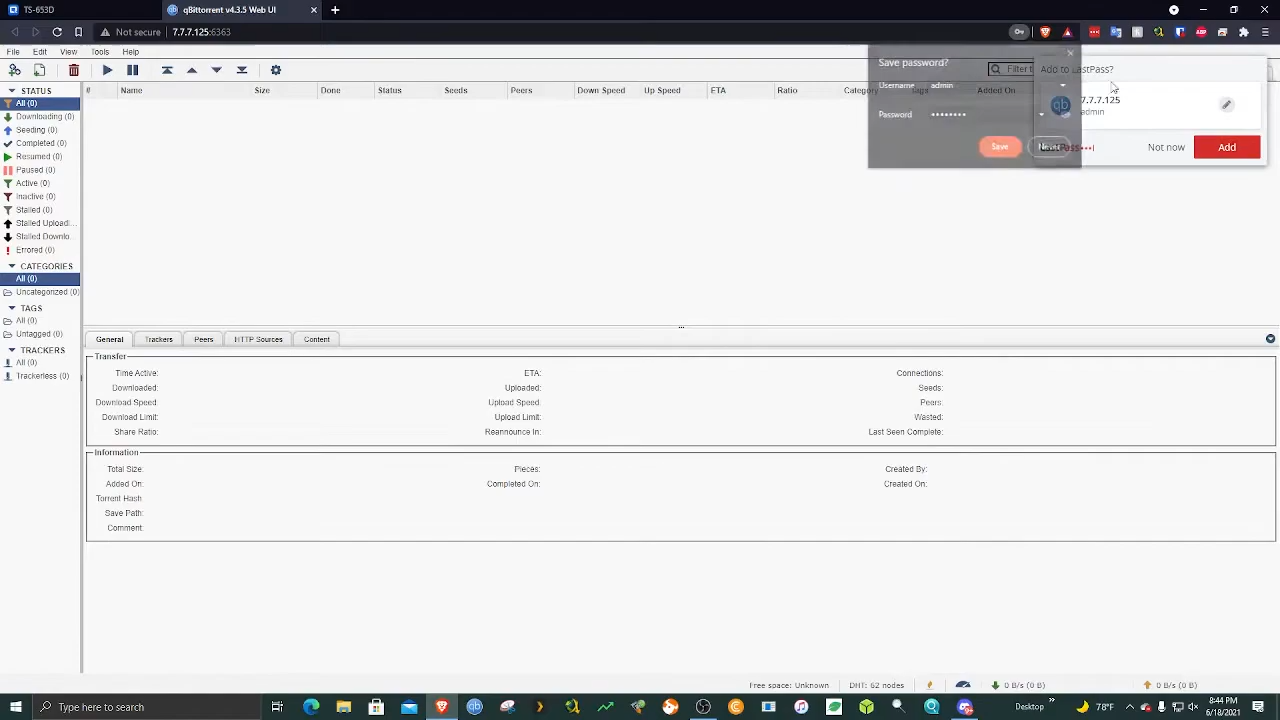 TS-653D
qBittorrent v4.3.5 Web UI
Not secure
7.7.7.125:6363
File Edit View Tools Help
Save password?
Username admin
Password ••••••••
Save
Add to LastPass?
7.7.7.125
admin
Not now
Add
# Name Size Done Status Seeds Peers Down Speed Up Speed ETA Ratio Category Tags Added On
STATUS
All (0)
Downloading (0)
Seeding (0)
Completed (0)
Resumed (0)
Paused (0)
Active (0)
Inactive (0)
Stalled (0)
Stalled Upload:...
Stalled Downlo...
Errored (0)
CATEGORIES
All (0)
Uncategorized (0)
TAGS
All (0)
Untagged (0)
TRACKERS
All (0)
Trackerless (0)
General Trackers Peers HTTP Sources Content
Transfer
Time Active: ETA: Connections:
Downloaded: Uploaded: Seeds:
Download Speed: Upload Speed: Peers:
Download Limit: Upload Limit: Wasted:
Share Ratio: Reannounce In: Last Seen Complete:
Information
Total Size: Pieces: Created By:
Added On: Completed On: Created On:
Torrent Hash:
Save Path:
Comment:
Free space: Unknown DHT: 62 nodes 0 B/s (0 B) 0 B/s (0 B)
Type here to search
Desktop
78°F
8:44 PM
6/18/2021